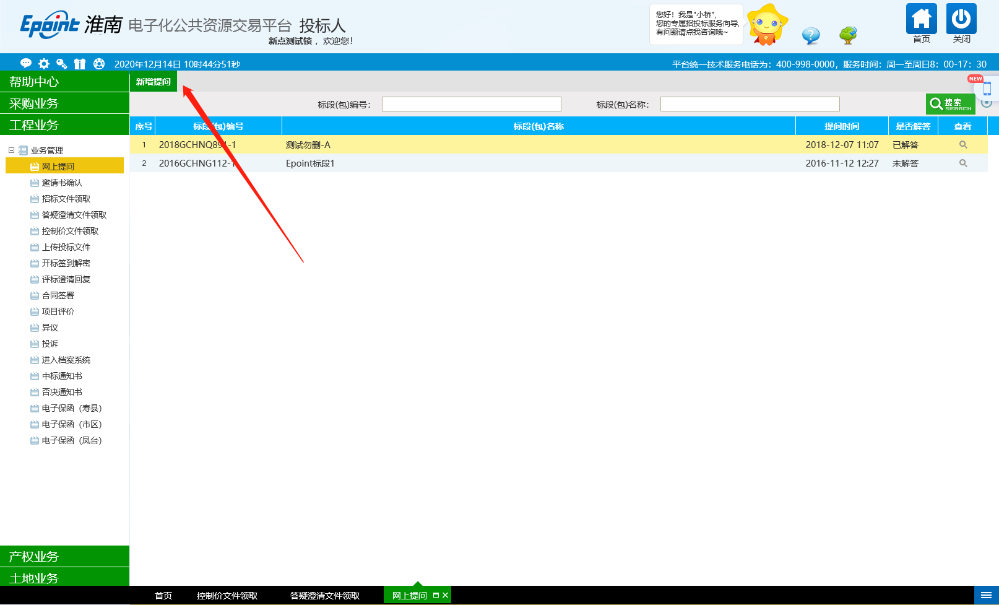 Epoint 淮南 电子化公共资源交易平台 投标人
新点测试锁 ，欢迎您！
您好！我是"小桥"，
您的专属招投标服务向导，
有问题请点我咨询哦~
首页
关闭
2020年12月14日 10时44分51秒
平台统一技术服务电话为：400-998-0000，服务时间：周一至周日8：00-17：30
帮助中心
采购业务
工程业务
业务管理
网上提问
邀请书确认
招标文件领取
答疑澄清文件领取
控制价文件领取
上传投标文件
开标签到解密
评标澄清回复
合同签署
项目评价
异议
投诉
进入档案系统
中标通知书
否决通知书
电子保函（寿县）
电子保函（市区）
电子保函（凤台）
产权业务
土地业务
新增提问
NEW
标段(包)编号：
标段(包)名称：
搜索
SEARCH
序号 标段(包)编号 标段(包)名称 提问时间 是否解答 查看
1 2018GCHNQ891-1 测试勿删-A 2018-12-07 11:07 已解答
2 2016GCHNG112-1 Epoint标段1 2016-11-12 12:27 未解答
首页 控制价文件领取 答疑澄清文件领取 网上提问